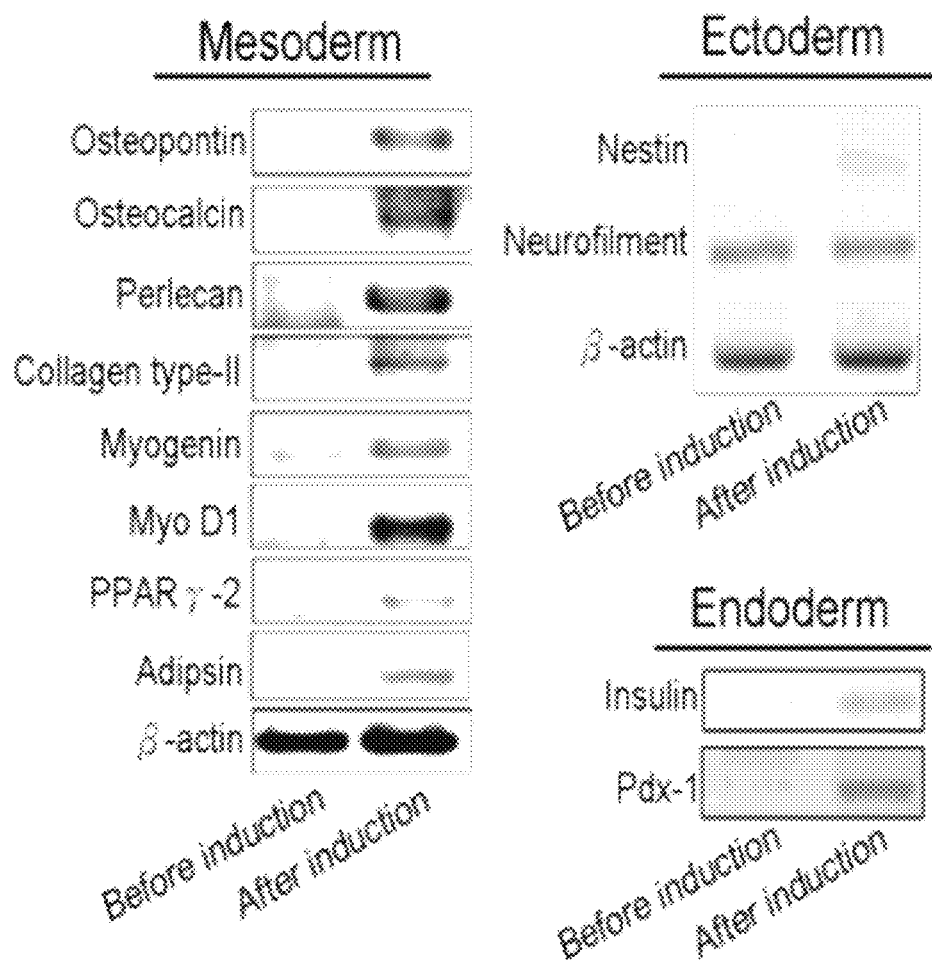 Mesoderm
Osteopontin
Osteocalcin
Perlecan
Collagen type-II
Myogenin
Myo D1
PPAR γ -2
Adipsin
β -actin
Before induction
After induction
Ectoderm
Nestin
Neurofilment
β -actin
Before induction
After induction
Endoderm
Insulin
Pdx-1
Before induction
After induction